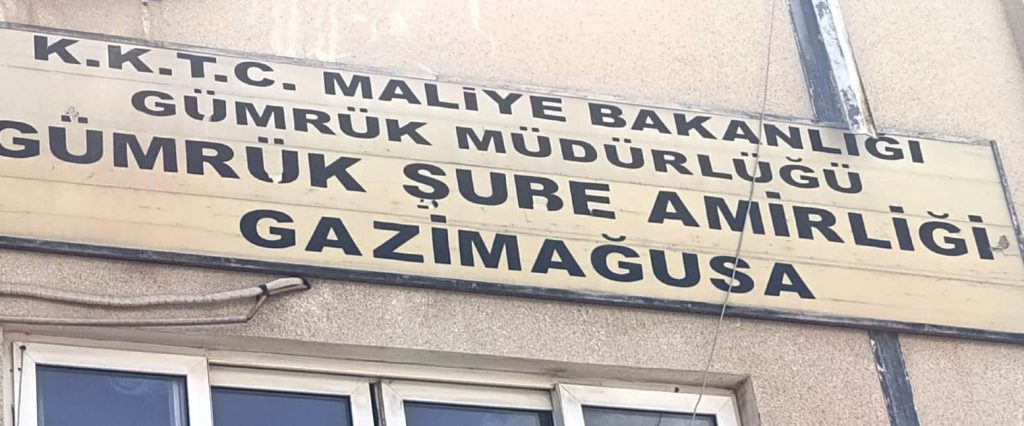 K.K.T.C. MALİYE BAKANLIĞI
GÜMRÜK MÜDÜRLÜĞÜ
GÜMRÜK ŞUBE AMİRLİĞİ
GAZİMAĞUSA